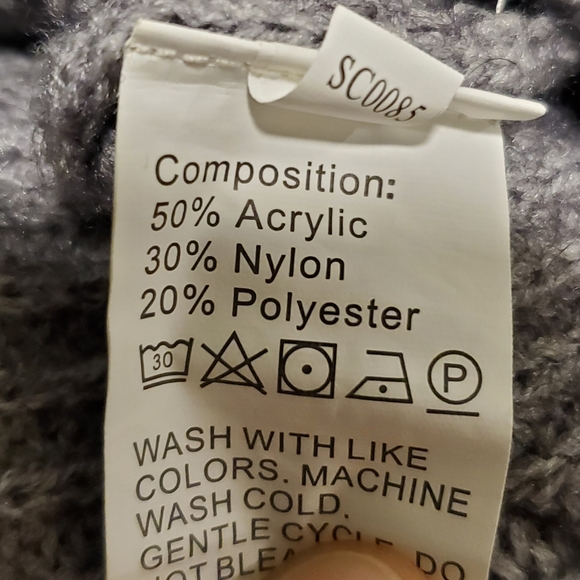 SC0085
Composition:
50% Acrylic
30% Nylon
20% Polyester
30 P
WASH WITH LIKE
COLORS. MACHINE
WASH COLD.
GENTLE CYCLE. DO
NOT